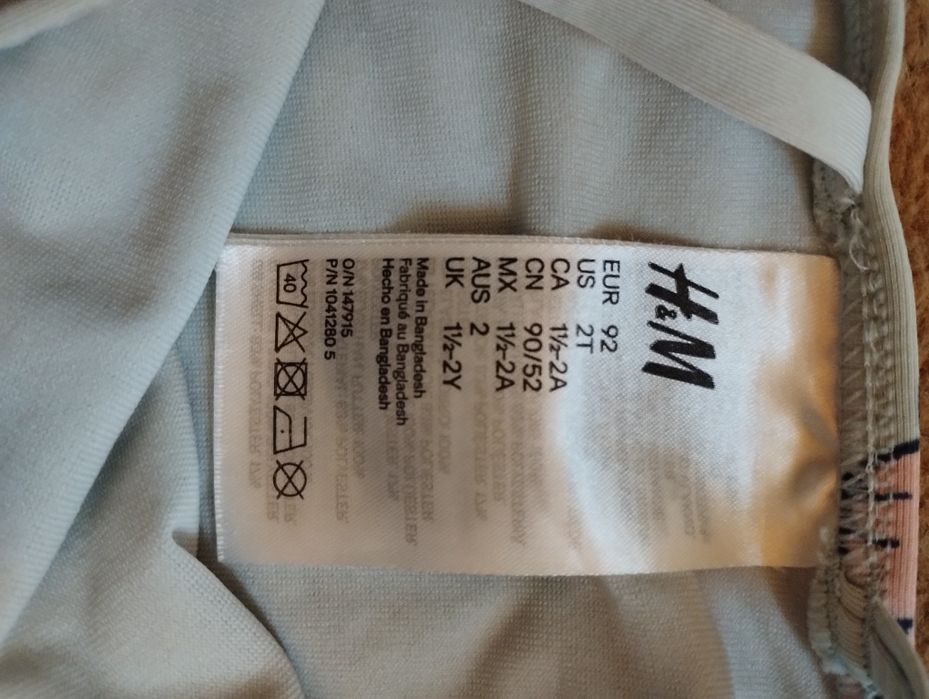 H&M
EUR 92
US 2T
CA 1½-2A
CN 90/52
MX 1½-2A
AUS 2
UK 1½-2Y
Made in Bangladesh
Fabriqué au Bangladesh
Hecho en Bangladesh
O/N 147915
P/N 1041280 5
40